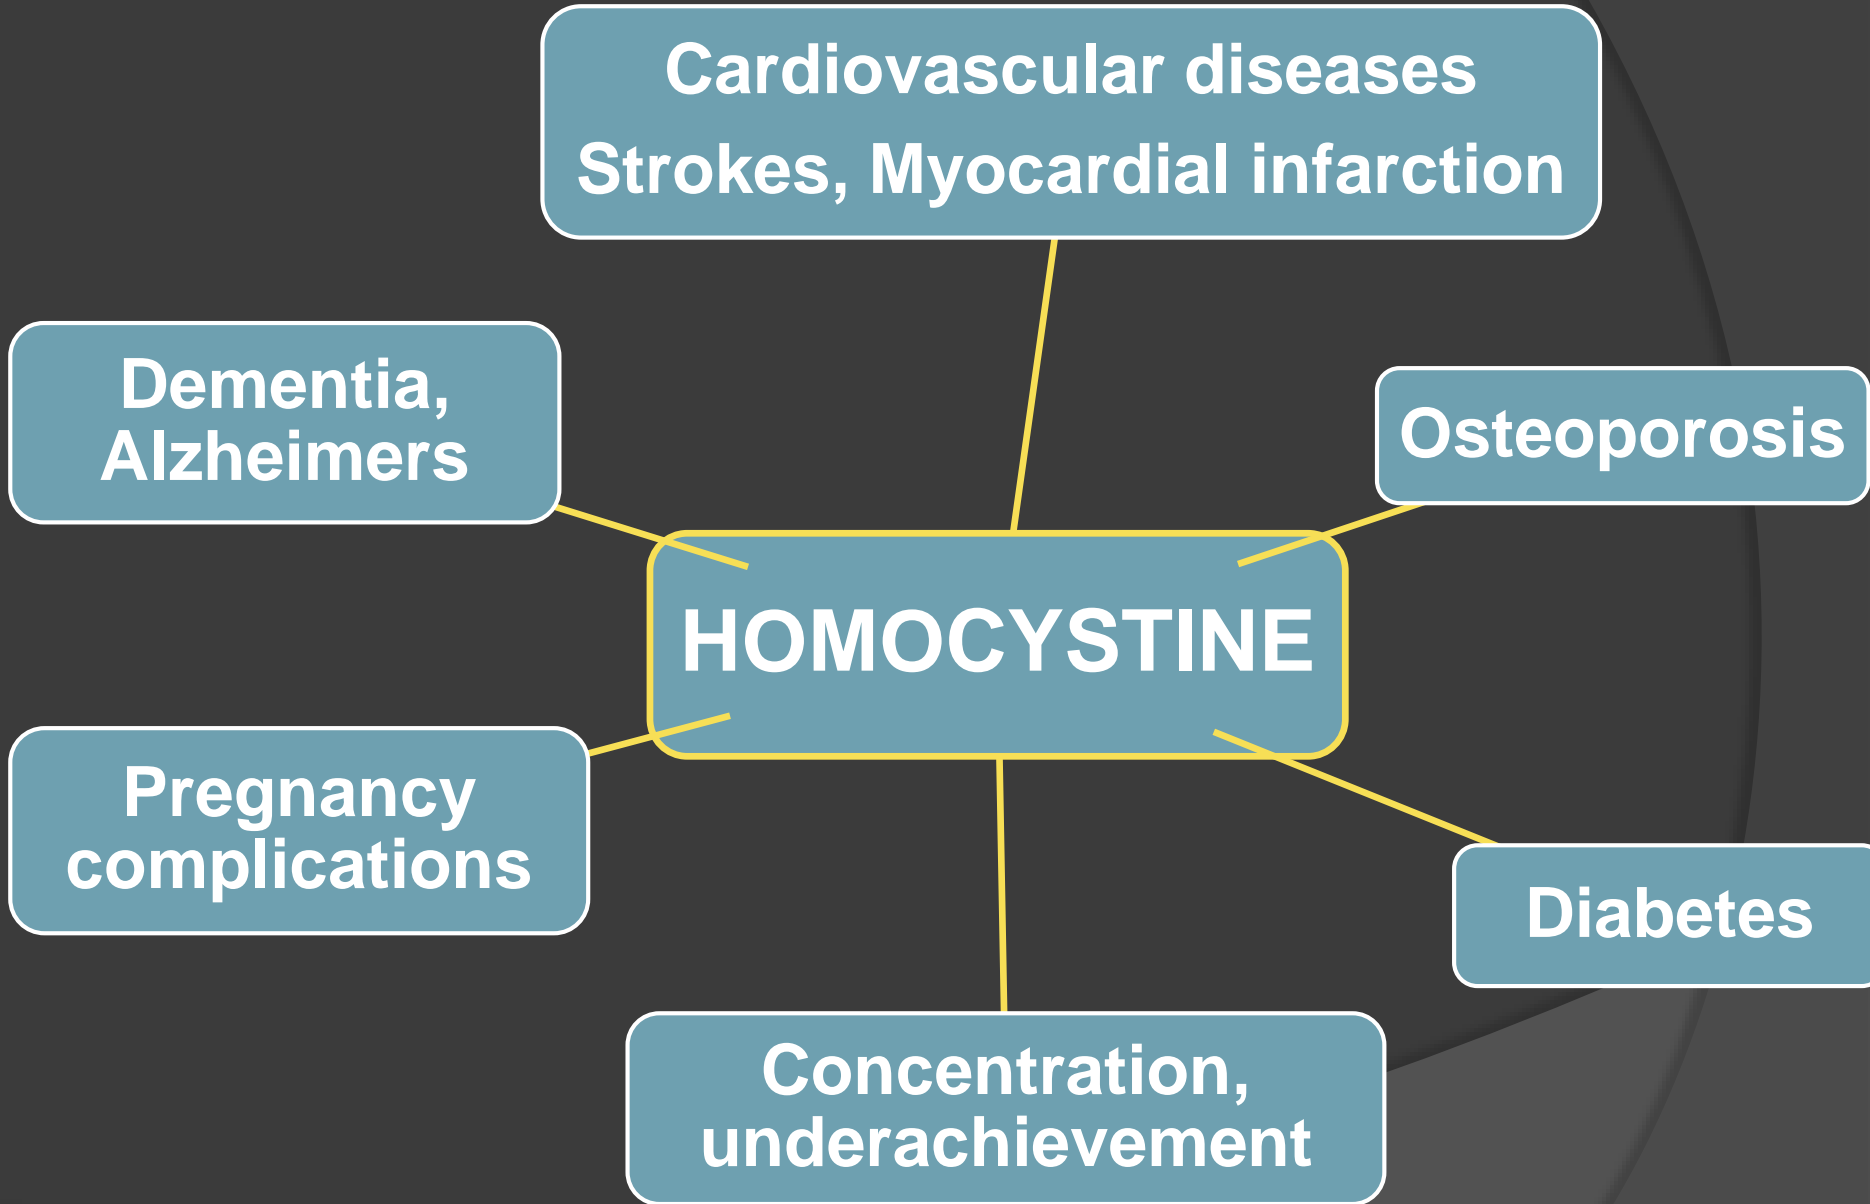 Cardiovascular diseases
Strokes, Myocardial infarction
Dementia,
Alzheimers
Osteoporosis
HOMOCYSTINE
Pregnancy
complications
Diabetes
Concentration,
underachievement